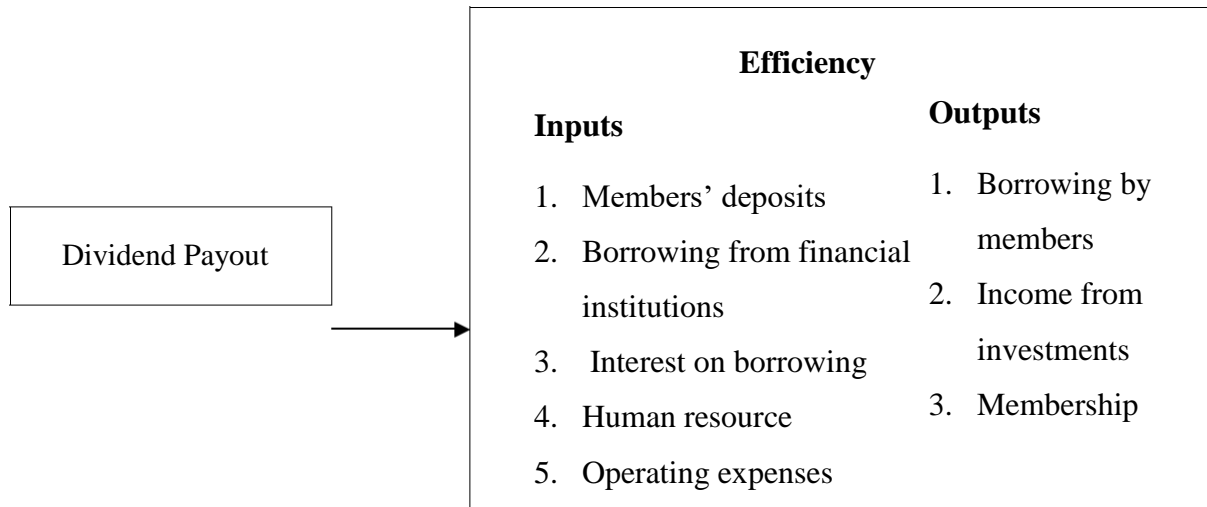 Dividend Payout
Efficiency
Inputs
1. Members’ deposits
2. Borrowing from financial
institutions
3. Interest on borrowing
4. Human resource
5. Operating expenses
Outputs
1. Borrowing by
members
2. Income from
investments
3. Membership